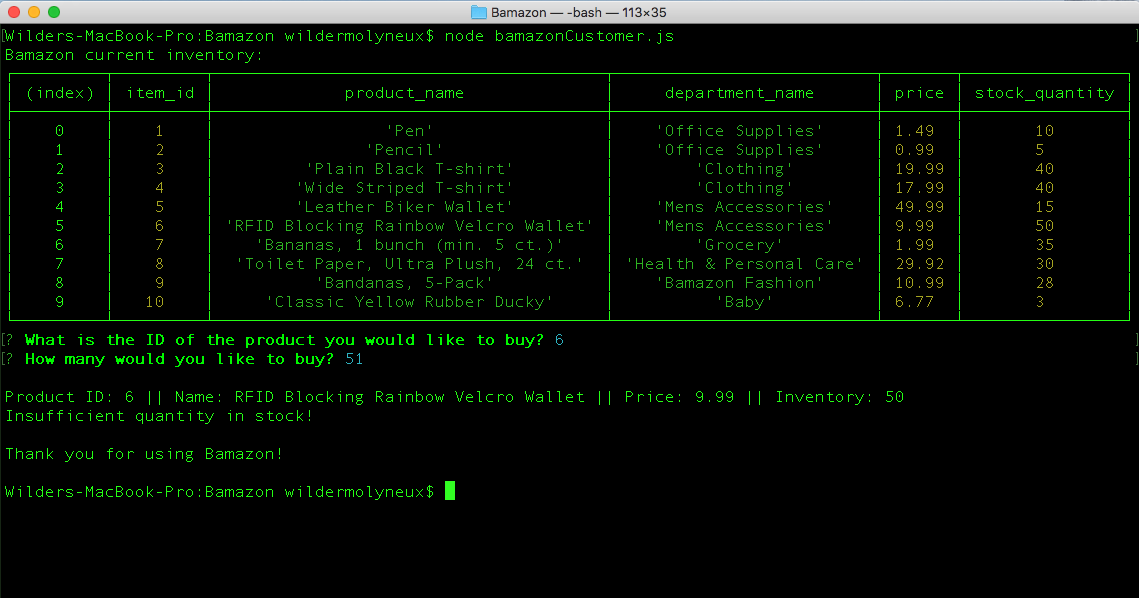 Bamazon — -bash — 113×35
Wilders-MacBook-Pro:Bamazon wildermolyneux$ node bamazonCustomer.js
Bamazon current inventory:
(index) item_id product_name department_name price stock_quantity
0 1 'Pen' 'Office Supplies' 1.49 10
1 2 'Pencil' 'Office Supplies' 0.99 5
2 3 'Plain Black T-shirt' 'Clothing' 19.99 40
3 4 'Wide Striped T-shirt' 'Clothing' 17.99 40
4 5 'Leather Biker Wallet' 'Mens Accessories' 49.99 15
5 6 'RFID Blocking Rainbow Velcro Wallet' 'Mens Accessories' 9.99 50
6 7 'Bananas, 1 bunch (min. 5 ct.)' 'Grocery' 1.99 35
7 8 'Toilet Paper, Ultra Plush, 24 ct.' 'Health & Personal Care' 29.92 30
8 9 'Bandanas, 5-Pack' 'Bamazon Fashion' 10.99 28
9 10 'Classic Yellow Rubber Ducky' 'Baby' 6.77 3
? What is the ID of the product you would like to buy? 6
? How many would you like to buy? 51
Product ID: 6 || Name: RFID Blocking Rainbow Velcro Wallet || Price: 9.99 || Inventory: 50
Insufficient quantity in stock!
Thank you for using Bamazon!
Wilders-MacBook-Pro:Bamazon wildermolyneux$